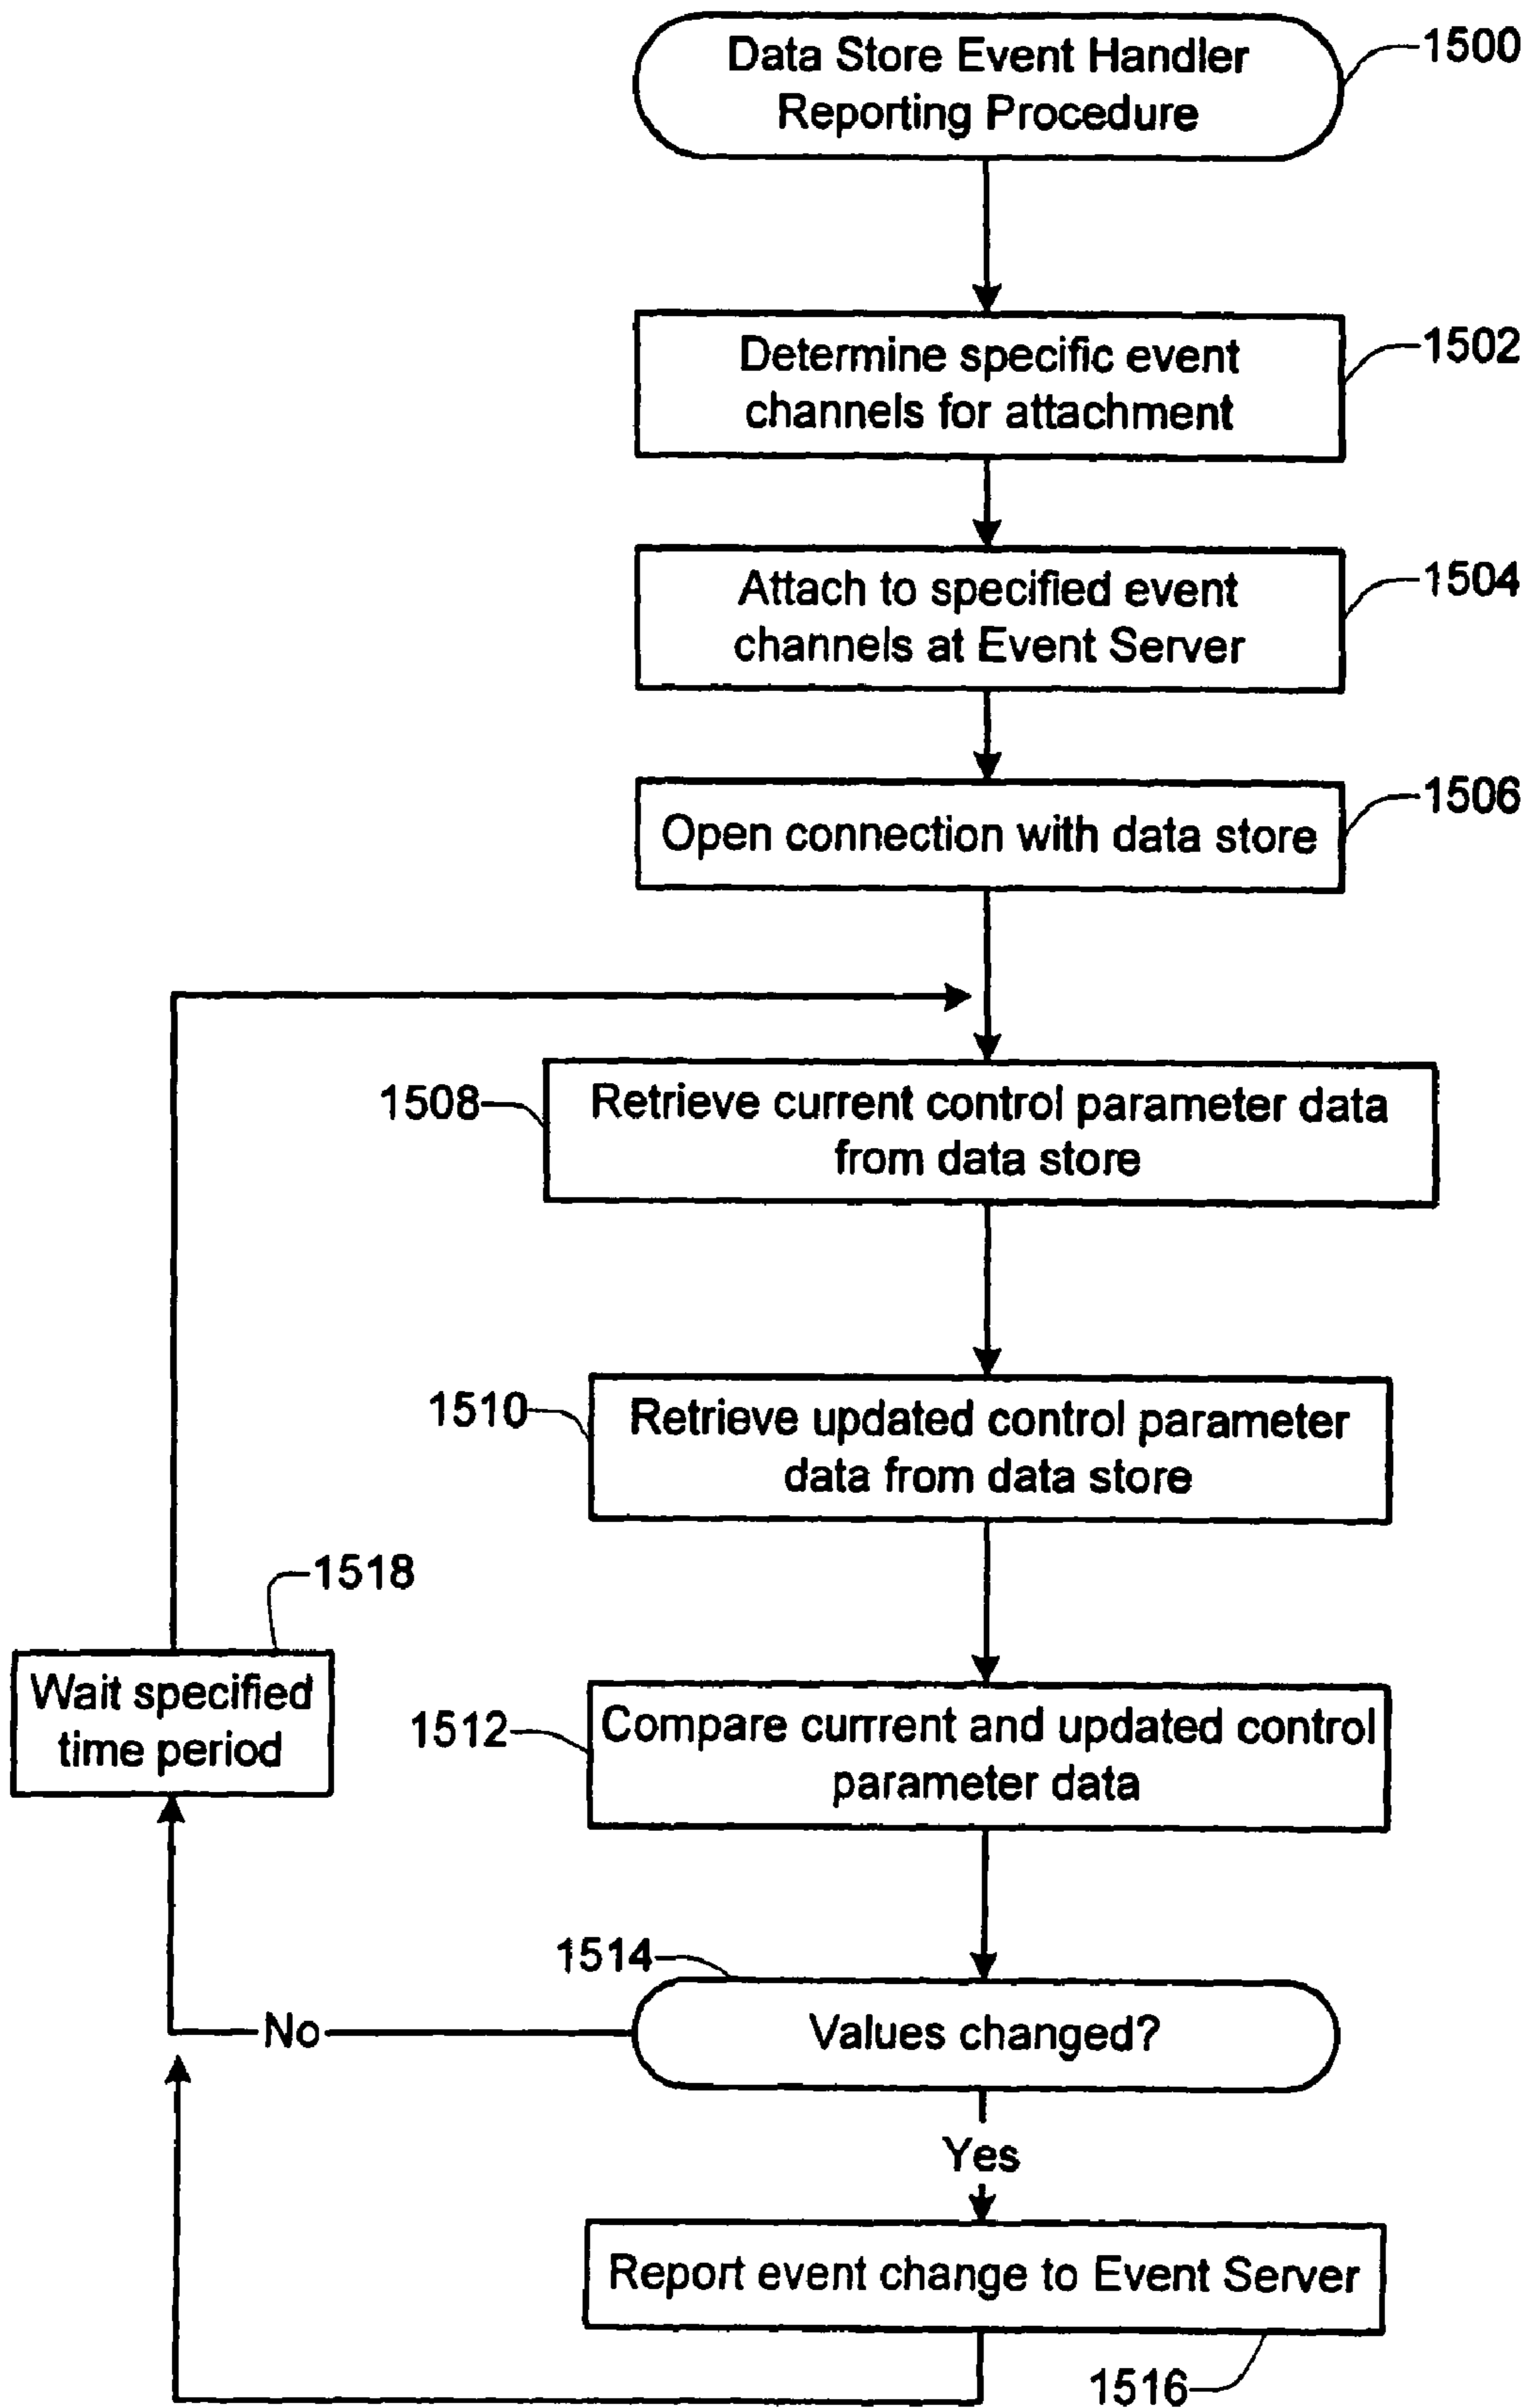 Data Store Event Handler
Reporting Procedure
1500
Determine specific event
channels for attachment
1502
Attach to specified event
channels at Event Server
1504
Open connection with data store
1506
1508
Retrieve current control parameter data
from data store
1510
Retrieve updated control parameter
data from data store
1518
Wait specified
time period
1512
Compare currrent and updated control
parameter data
1514
Values changed?
No
Yes
Report event change to Event Server
1516